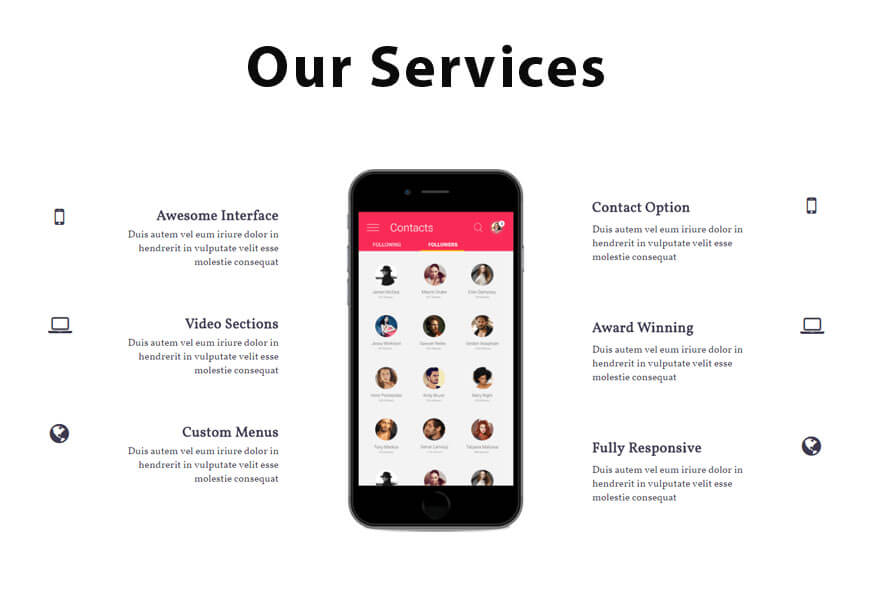 Our Services
Awesome Interface
Duis autem vel eum iriure dolor in
hendrerit in vulputate velit esse
molestie consequat
Video Sections
Duis autem vel eum iriure dolor in
hendrerit in vulputate velit esse
molestie consequat
Custom Menus
Duis autem vel eum iriure dolor in
hendrerit in vulputate velit esse
molestie consequat
Contacts
FOLLOWING
FOLLOWERS
Contact Option
Duis autem vel eum iriure dolor in
hendrerit in vulputate velit esse
molestie consequat
Award Winning
Duis autem vel eum iriure dolor in
hendrerit in vulputate velit esse
molestie consequat
Fully Responsive
Duis autem vel eum iriure dolor in
hendrerit in vulputate velit esse
molestie consequat